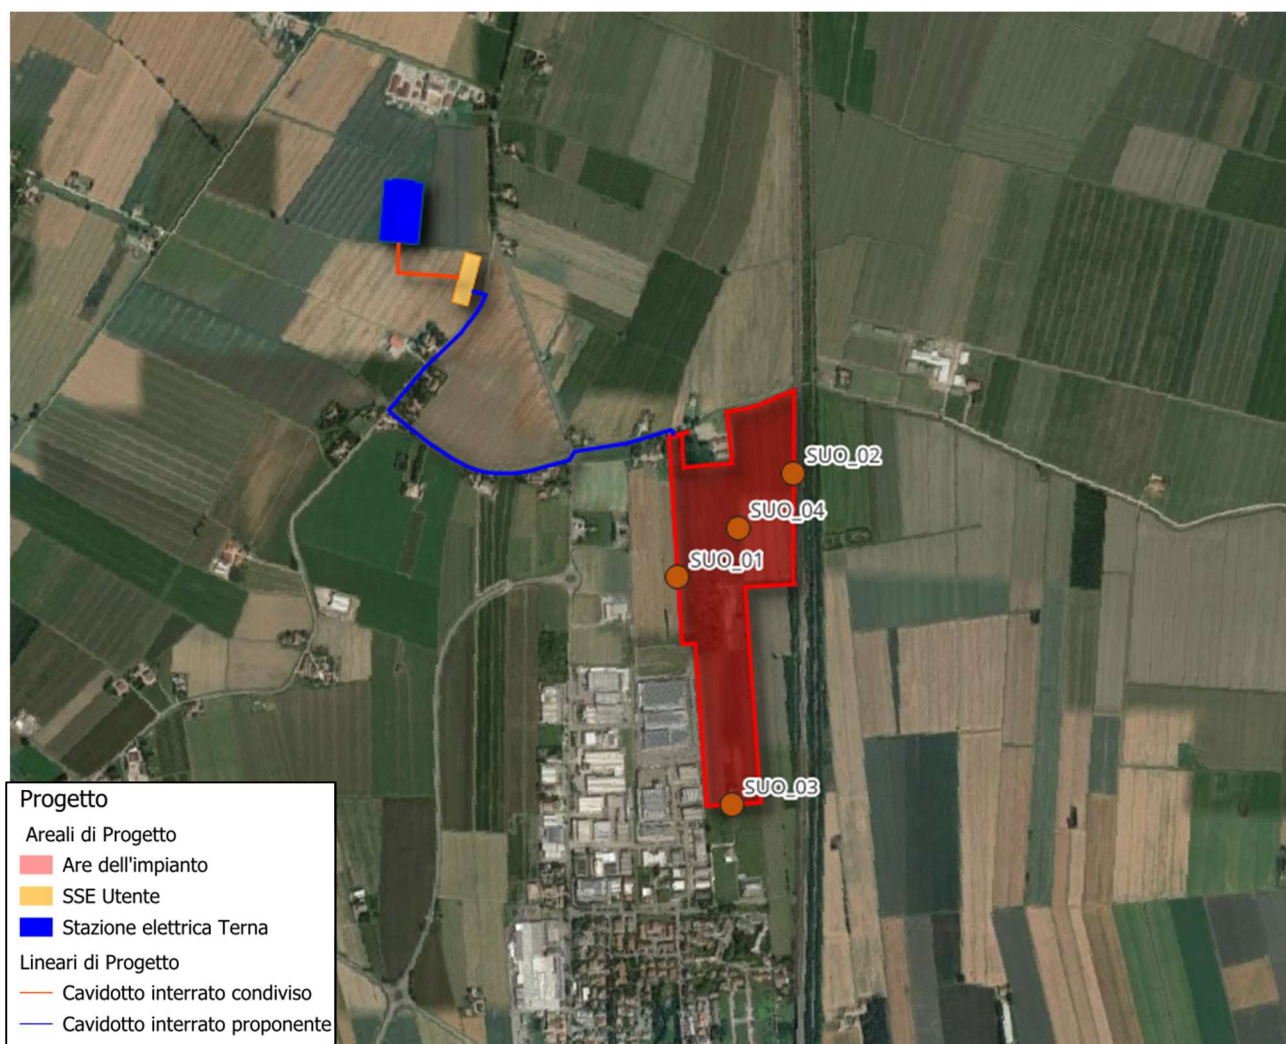 SUO_02
SUO_04
SUO_01
SUO_03
Progetto
Areali di Progetto
Are dell'impianto
SSE Utente
Stazione elettrica Terna
Lineari di Progetto
Cavidotto interrato condiviso
Cavidotto interrato proponente